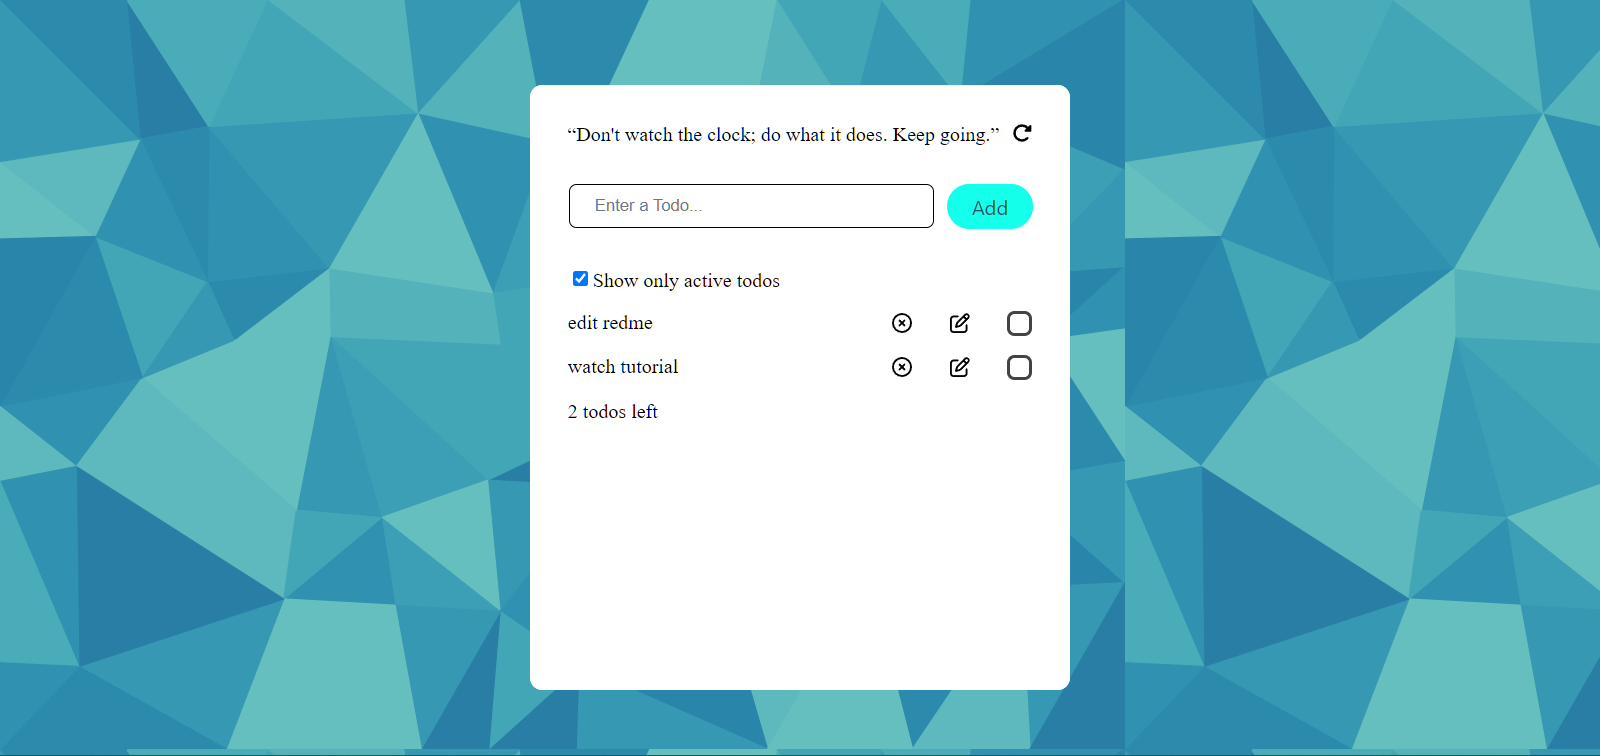 “Don't watch the clock; do what it does. Keep going.”
Enter a Todo...
Add
Show only active todos
edit redme
watch tutorial
2 todos left